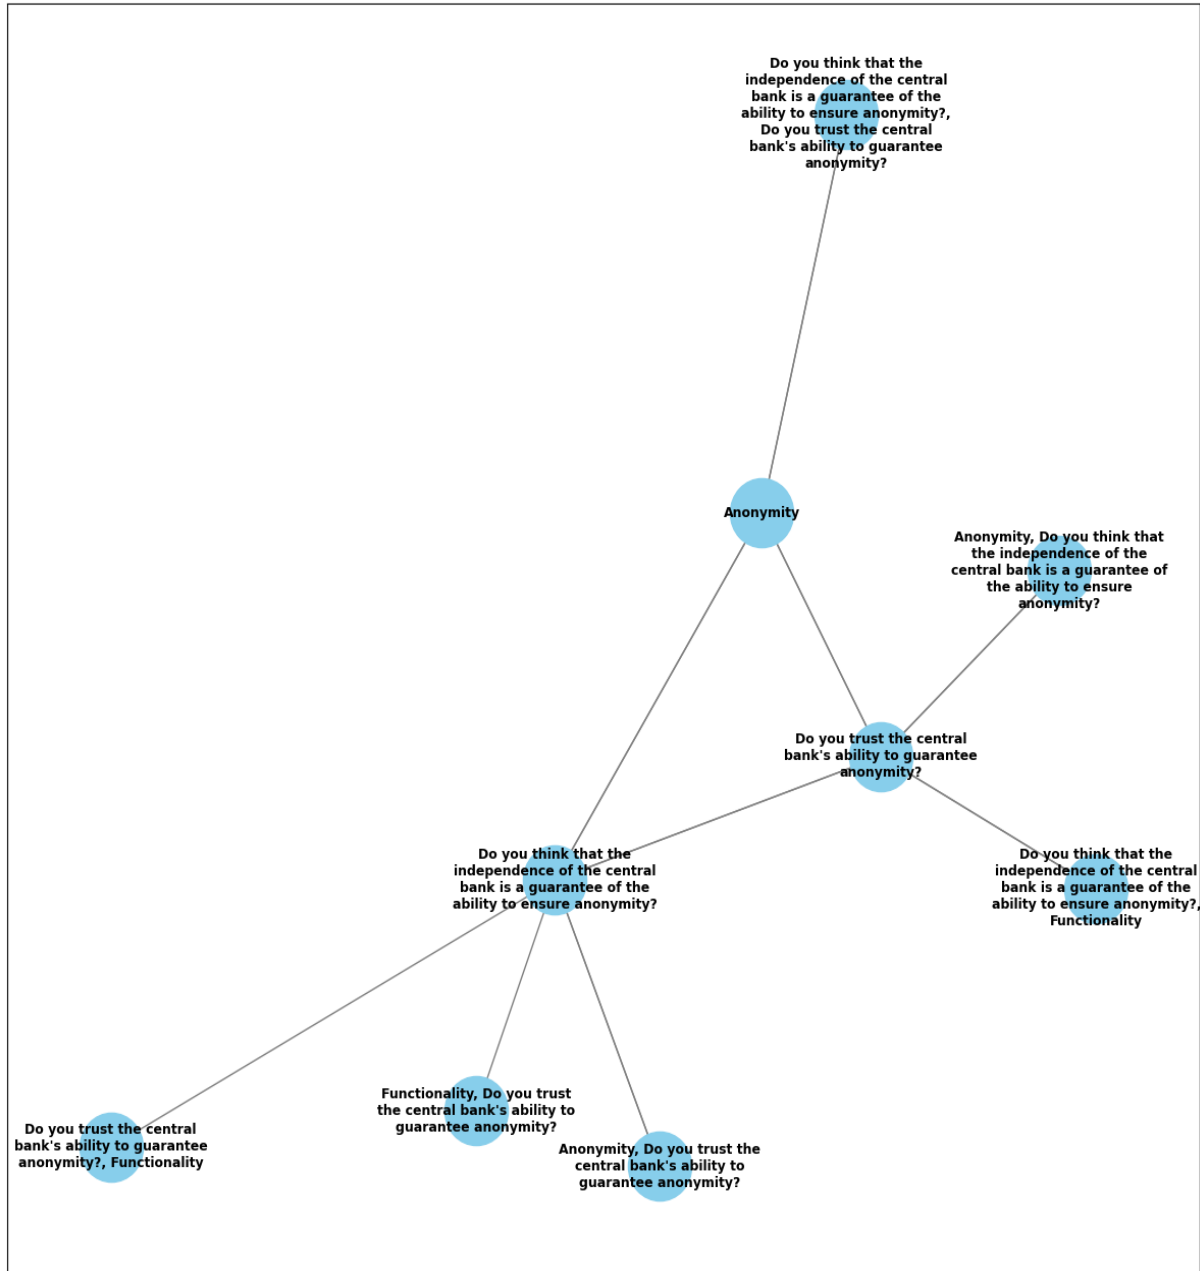 Do you think that the
independence of the central
bank is a guarantee of the
ability to ensure anonymity?,
Do you trust the central
bank's ability to guarantee
anonymity?
Anonymity
Anonymity, Do you think that
the independence of the
central bank is a guarantee of
the ability to ensure
anonymity?
Do you trust the central
bank's ability to guarantee
anonymity?
Do you think that the
independence of the central
bank is a guarantee of the
ability to ensure anonymity?
Do you think that the
independence of the central
bank is a guarantee of the
ability to ensure anonymity?,
Functionality
Functionality, Do you trust
the central bank's ability to
guarantee anonymity?
Do you trust the central
bank's ability to guarantee
anonymity?, Functionality
Anonymity, Do you trust the
central bank's ability to
guarantee anonymity?